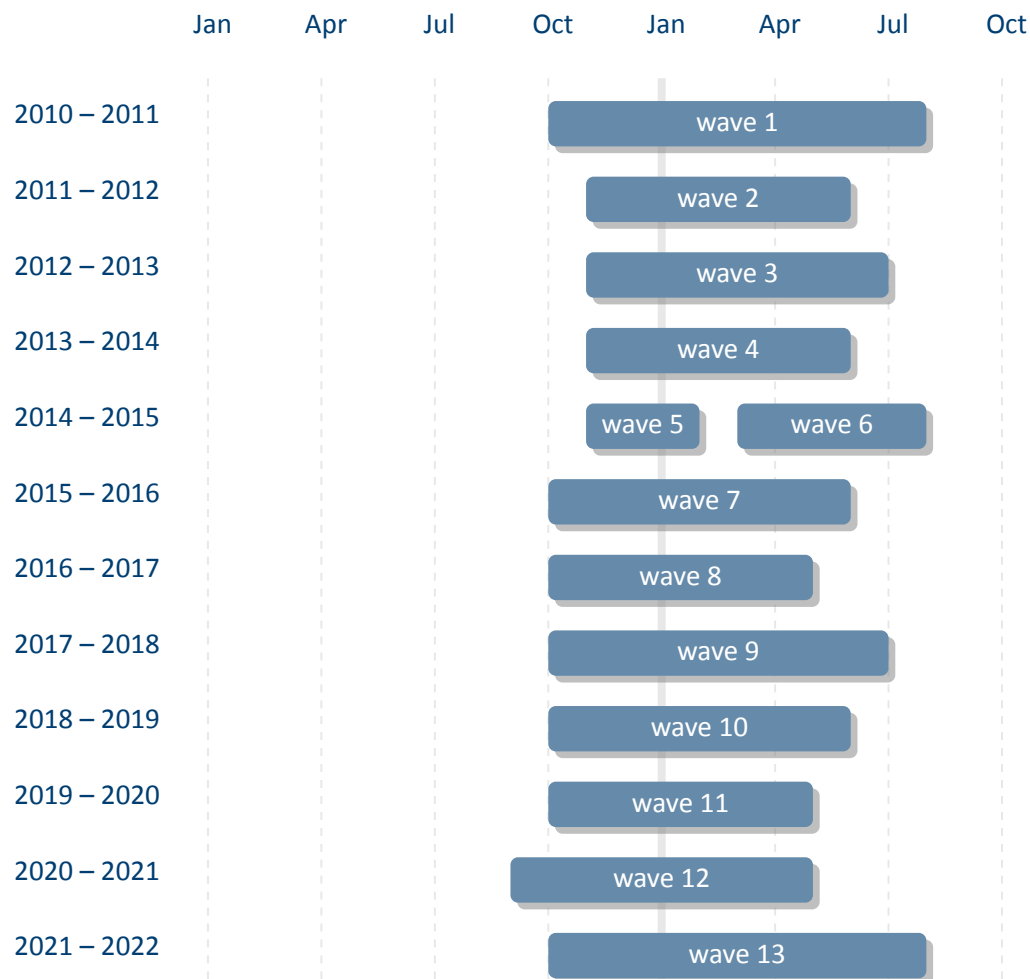 Jan Apr Jul Oct Jan Apr Jul Oct
2010 – 2011 wave 1
2011 – 2012 wave 2
2012 – 2013 wave 3
2013 – 2014 wave 4
2014 – 2015 wave 5 wave 6
2015 – 2016 wave 7
2016 – 2017 wave 8
2017 – 2018 wave 9
2018 – 2019 wave 10
2019 – 2020 wave 11
2020 – 2021 wave 12
2021 – 2022 wave 13